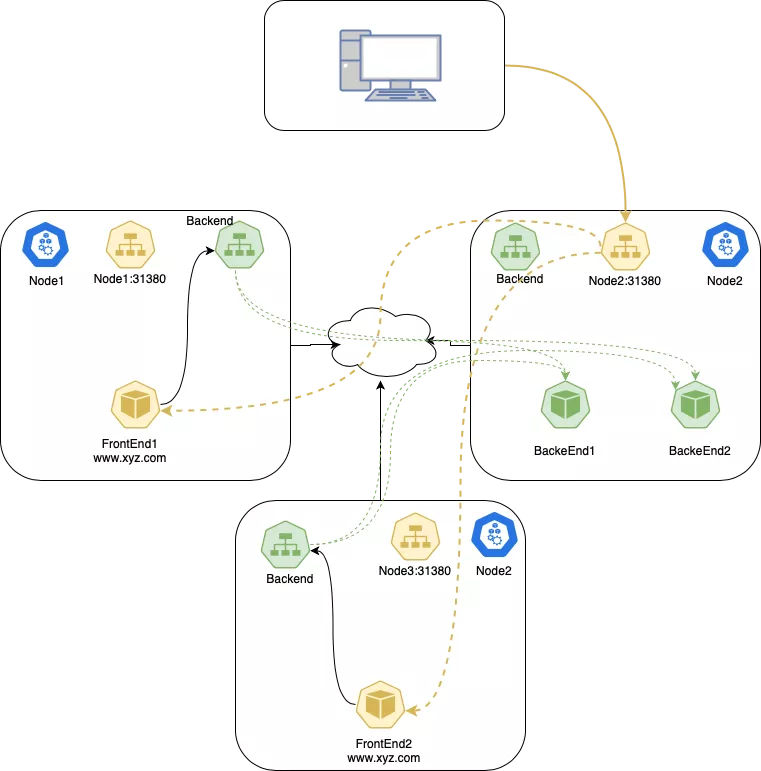 Backend
Node1
Node1:31380
FrontEnd1
www.xyz.com
Backend
Node2:31380
Node2
BackeEnd1
BackeEnd2
Backend
Node3:31380
Node2
FrontEnd2
www.xyz.com